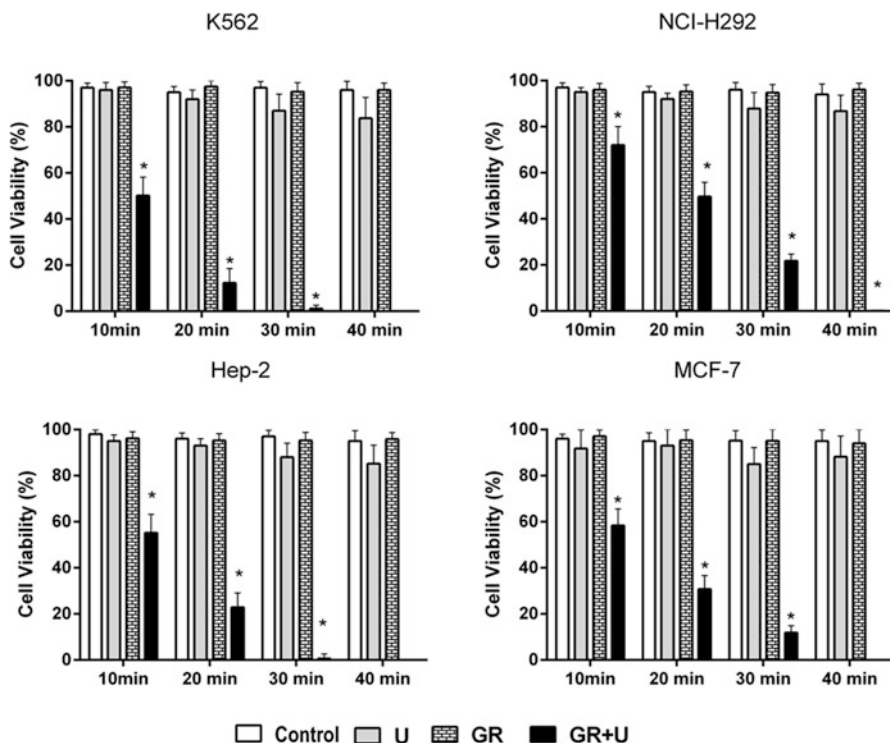 K562
NCI-H292
100
80
60
40
20
0
Cell Viability (%)
*
*
*
10min
20 min
30 min
40 min
100
80
60
40
20
0
Cell Viability (%)
*
*
*
*
10min
20 min
30 min
40 min
Hep-2
MCF-7
100
80
60
40
20
0
Cell Viability (%)
*
*
*
10min
20 min
30 min
40 min
100
80
60
40
20
0
Cell Viability (%)
*
*
*
10min
20 min
30 min
40 min
Control U GR GR+U